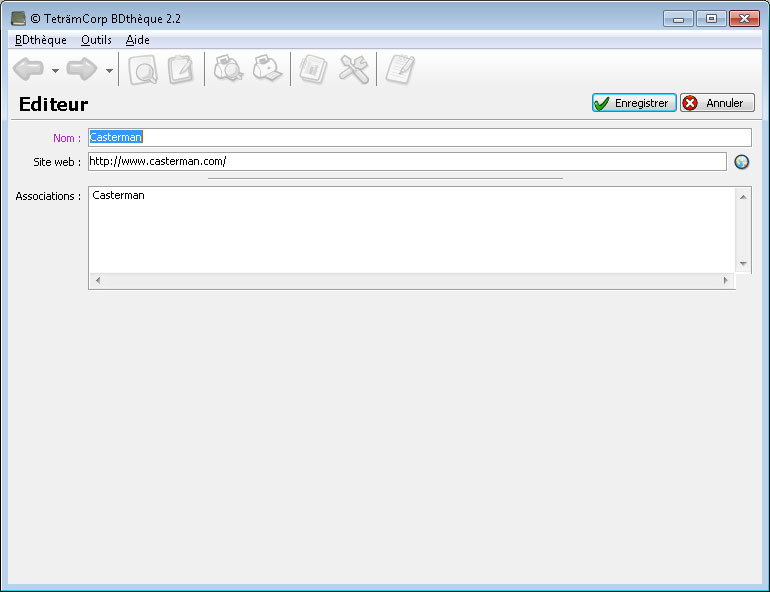 © TeträmCorp BDthèque 2.2
BDthèque Outils Aide
Editeur
Enregistrer Annuler
Nom : Casterman
Site web : http://www.casterman.com/
Associations : Casterman